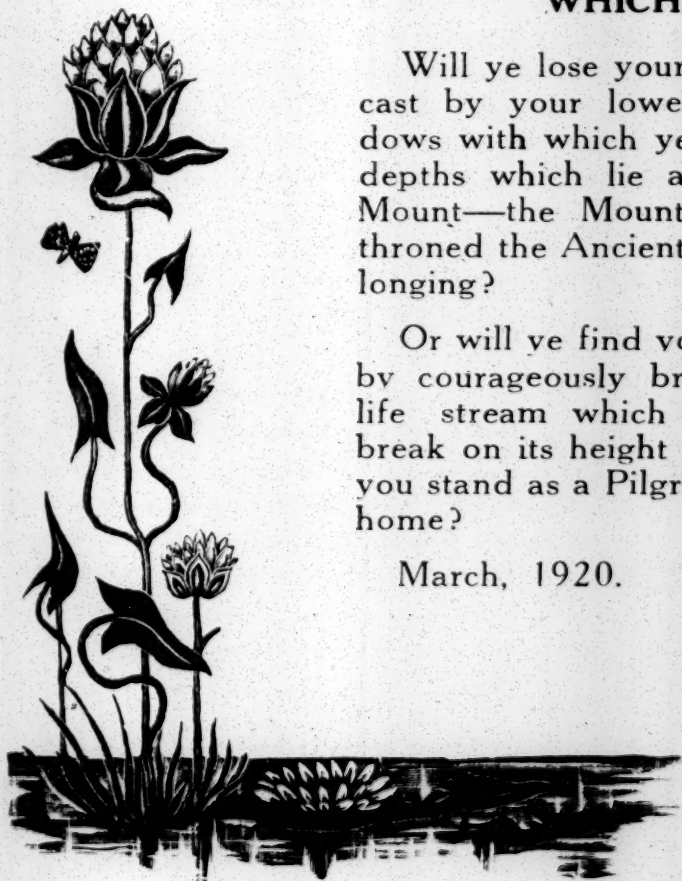 WHICH
Will ye lose your
cast by your lowe
dows with which ye
depths which lie a
Mount—the Mount
throned the Ancient
longing?
Or will ye find yo
by courageously br
life stream which
break on its height
you stand as a Pilgr
home?
March, 1920.